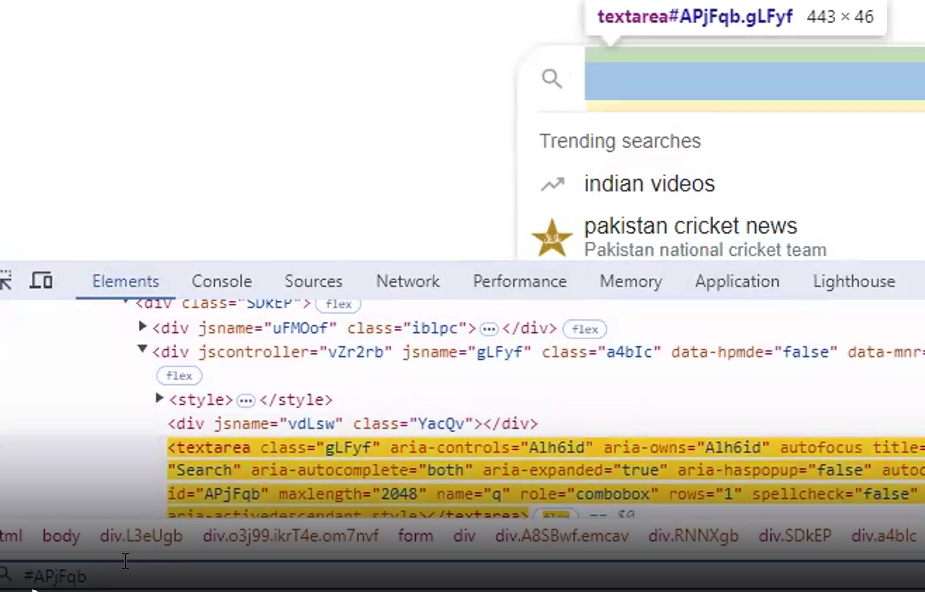 textarea#APjFqb.gLFyf 443 × 46
Trending searches
indian videos
pakistan cricket news
Pakistan national cricket team
Elements Console Sources Network Performance Memory Application Lighthouse
<div class="SDkEP"> flex
<div jsname="uFMOof" class="iblpc"> … </div> flex
<div jscontroller="vZr2rb" jsname="gLFyf" class="a4bIc" data-hpmde="false" data-mnr
flex
<style> … </style>
<div jsname="vdLsw" class="YacQv"></div>
<textarea class="gLFyf" aria-controls="Alh6id" aria-owns="Alh6id" autofocus title=
"Search" aria-autocomplete="both" aria-expanded="true" aria-haspopup="false" autoc
id="APjFqb" maxlength="2048" name="q" role="combobox" rows="1" spellcheck="false"
aria-activedescendant style></textarea> flex == $0
tml body div.L3eUgb div.o3j99.ikrT4e.om7nvf form div div.A8SBwf.emcav div.RNNXgb div.SDkEP div.a4bIc
#APjFqb